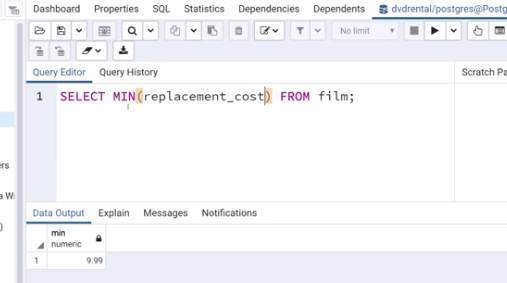 Dashboard Properties SQL Statistics Dependencies Dependents dvdrental/postgres@Postg
No limit
Query Editor Query History Scratch Pa
1 SELECT MIN(replacement_cost) FROM film;
ers
a W
)
Data Output Explain Messages Notifications
min
numeric
1 9.99